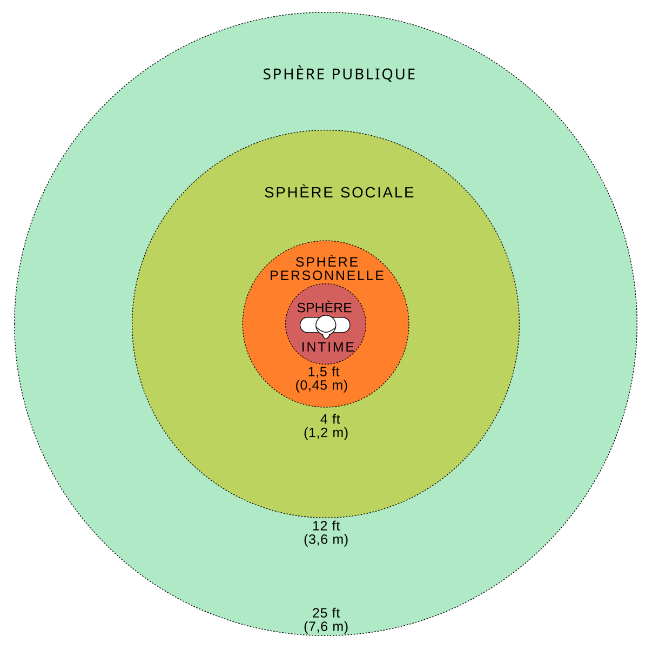 SPHÈRE PUBLIQUE
SPHÈRE SOCIALE
SPHÈRE
PERSONNELLE
SPHÈRE
INTIME
1,5 ft
(0,45 m)
4 ft
(1,2 m)
12 ft
(3,6 m)
25 ft
(7,6 m)